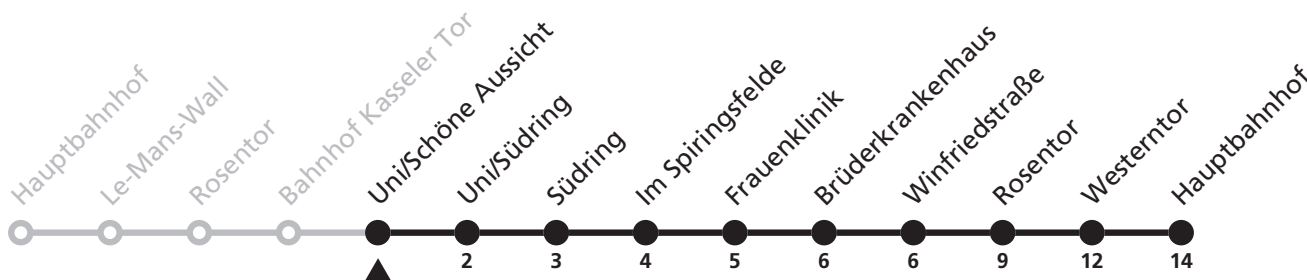 Hauptbahnhof
Le-Mans-Wall
Rosentor
Bahnhof Kasseler Tor
Uni/Schöne Aussicht
Uni/Südring
Südring
Im Spiringsfelde
Frauenklinik
Brüderkrankenhaus
Winfriedstraße
Rosentor
Westerntor
Hauptbahnhof
2 3 4 5 6 6 9 12 14